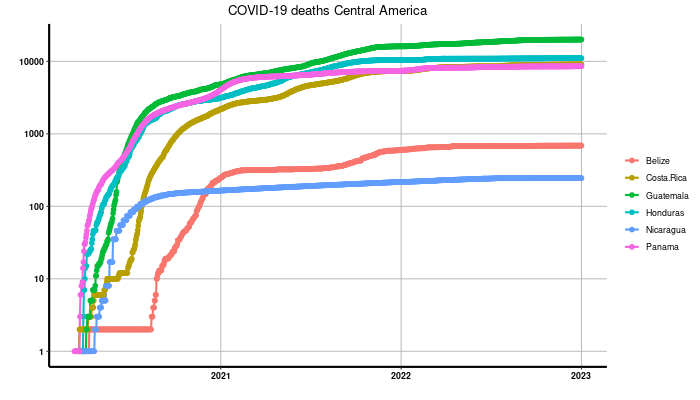 COVID-19 deaths Central America
10000
1000
100
10
1
2021
2022
2023
Belize
Costa.Rica
Guatemala
Honduras
Nicaragua
Panama